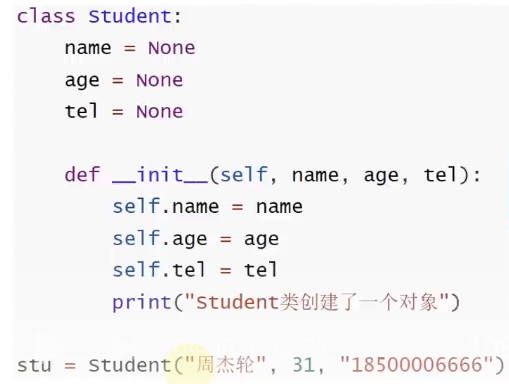 class Student:
    name = None
    age = None
    tel = None
    def __init__(self, name, age, tel):
        self.name = name
        self.age = age
        self.tel = tel
        print("Student类创建了一个对象")
stu = Student("周杰轮", 31, "18500006666")